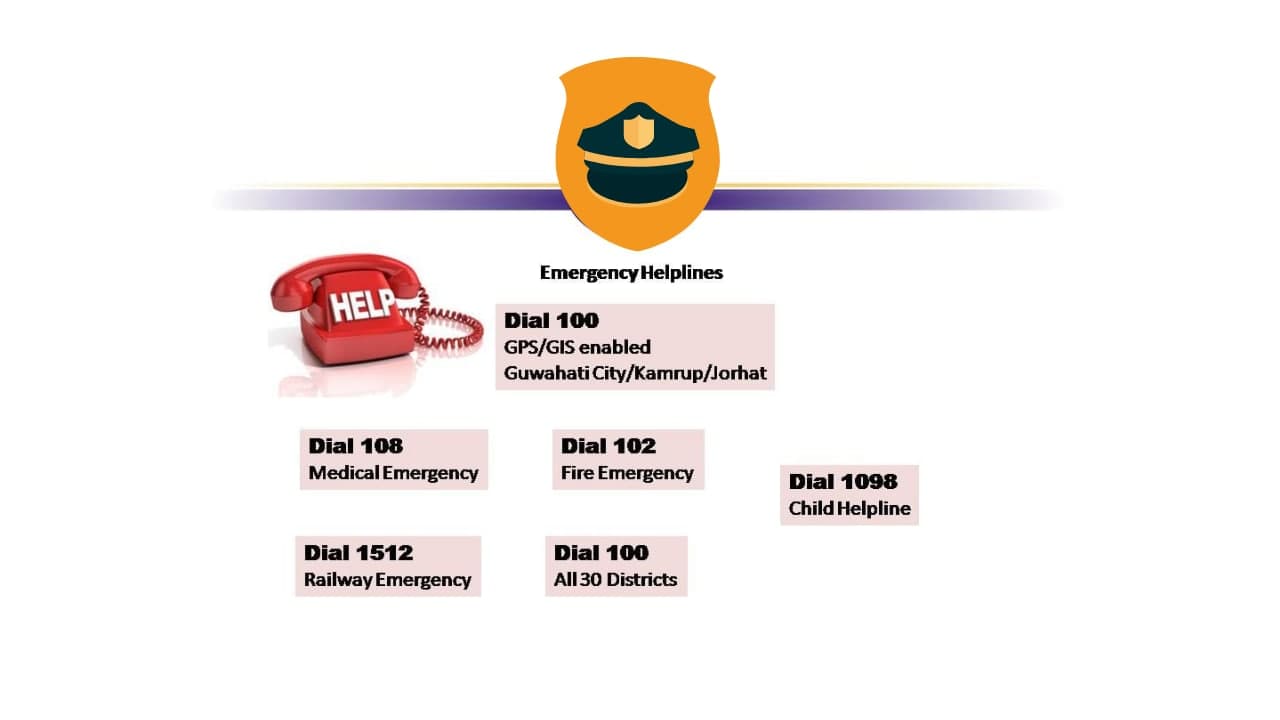 HELP
Emergency Helplines
Dial 100
GPS/GIS enabled
Guwahati City/Kamrup/Jorhat
Dial 108
Medical Emergency
Dial 102
Fire Emergency
Dial 1098
Child Helpline
Dial 1512
Railway Emergency
Dial 100
All 30 Districts